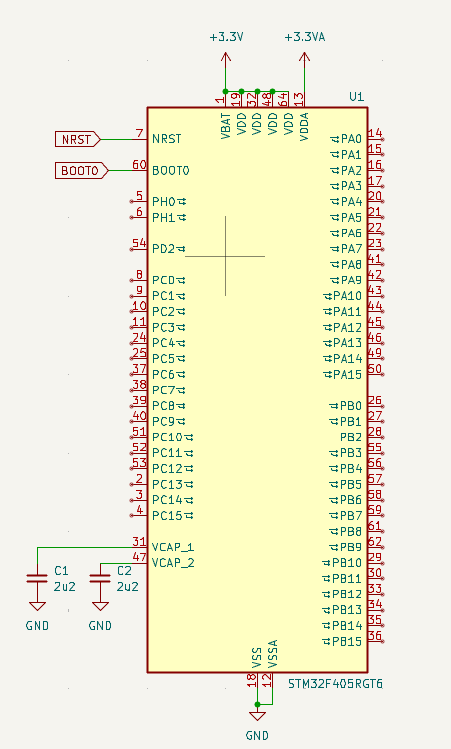 +3.3V
+3.3VA
U1
1
19
32
48
64
13
VBAT
VDD
VDD
VDD
VDD
VDDA
NRST
7
NRST
BOOT0
60
BOOT0
5
PH0
6
PH1
54
PD2
8
PC0
9
PC1
10
PC2
11
PC3
24
PC4
25
PC5
37
PC6
38
PC7
39
PC8
40
PC9
51
PC10
52
PC11
53
PC12
2
PC13
3
PC14
4
PC15
31
VCAP_1
47
VCAP_2
PA0
14
PA1
15
PA2
16
PA3
17
PA4
20
PA5
21
PA6
22
PA7
23
PA8
41
PA9
42
PA10
43
PA11
44
PA12
45
PA13
46
PA14
49
PA15
50
PB0
26
PB1
27
PB2
28
PB3
55
PB4
56
PB5
57
PB6
58
PB7
59
PB8
61
PB9
62
PB10
29
PB11
30
PB12
33
PB13
34
PB14
35
PB15
36
C1
2u2
GND
C2
2u2
GND
VSS
VSSA
18
12
STM32F405RGT6
GND